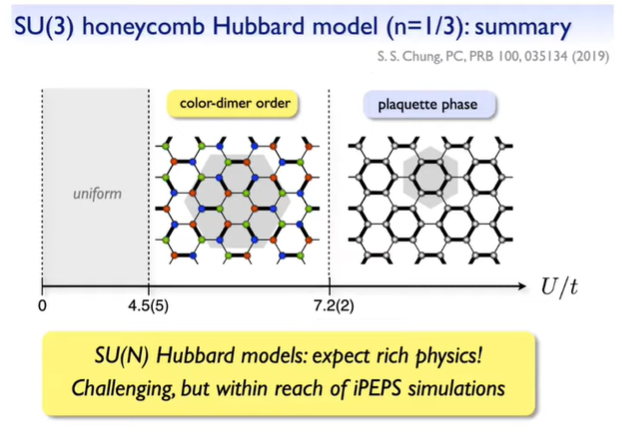 SU(3) honeycomb Hubbard model (n=1/3): summary
S. S. Chung, PC, PRB 100, 035134 (2019)
color-dimer order
plaquette phase
uniform
U/t
0
4.5(5)
7.2(2)
SU(N) Hubbard models: expect rich physics!
Challenging, but within reach of iPEPS simulations